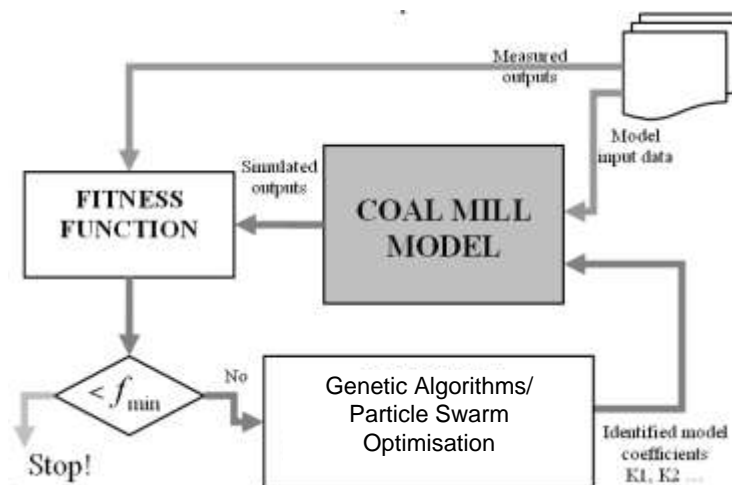 Measured
outputs
Model
input data
Simulated
outputs
FITNESS
FUNCTION
COAL MILL
MODEL
< f min
No
Stop!
Genetic Algorithms/
Particle Swarm
Optimisation
Identified model
coefficients
K1, K2 ...